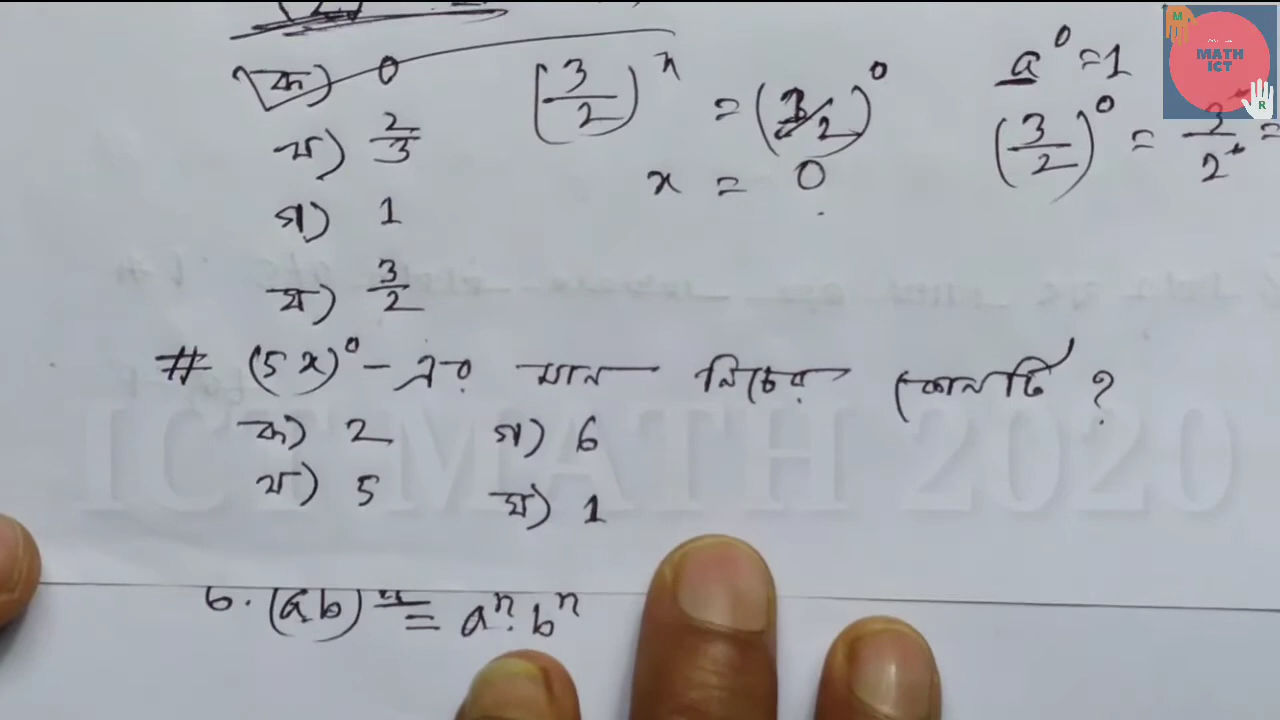 ক) 0
খ) 2/3
গ) 1
ঘ) 3/2
(3/2)^x = (3/2)^0
x = 0
a^0 = 1
(3/2)^0 =
MATH
ICT
# (5x)^0 - এর মান নিচের কোনটি ?
ক) 2 গ) 6
খ) 5 ঘ) 1
ICT MATH 2020
6. (ab)^n = a^n . b^n